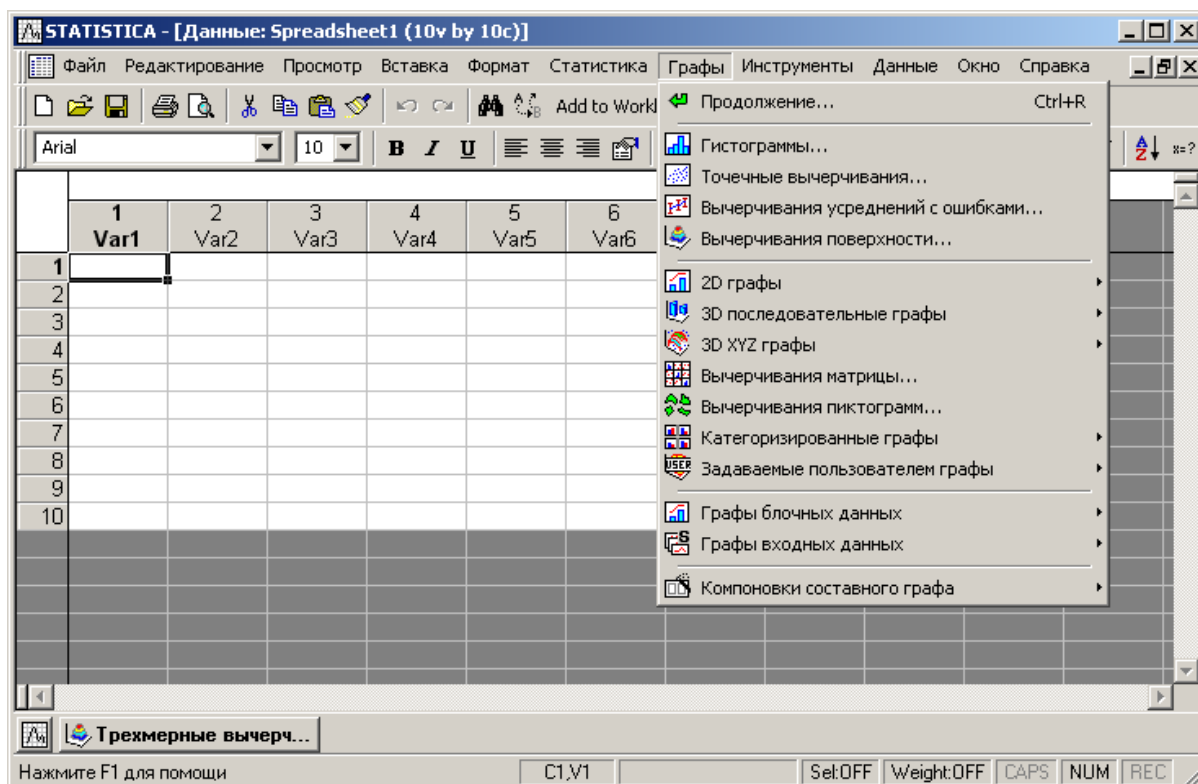 STATISTICA - [Данные: Spreadsheet1 (10v by 10c)]
Файл Редактирование Просмотр Вставка Формат Статистика Графы Инструменты Данные Окно Справка
Add to Workl
Arial 10 B I U x=?
Продолжение... Ctrl+R
Гистограммы...
Точечные вычерчивания...
Вычерчивания усреднений с ошибками...
Вычерчивания поверхности...
2D графы
3D последовательные графы
3D XYZ графы
Вычерчивания матрицы...
Вычерчивания пиктограмм...
Категоризированные графы
Задаваемые пользователем графы
Графы блочных данных
Графы входных данных
Компоновки составного графа
1 2 3 4 5 6
Var1 Var2 Var3 Var4 Var5 Var6
1
2
3
4
5
6
7
8
9
10
Трехмерные вычерч...
Нажмите F1 для помощи C1,V1 Sel:OFF Weight:OFF CAPS NUM REC